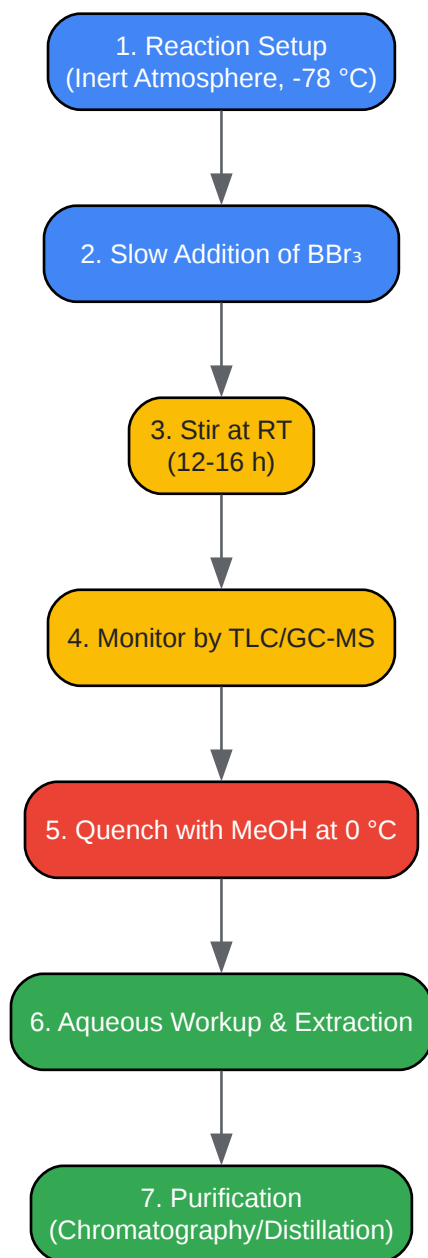 1. Reaction Setup
(Inert Atmosphere, -78 °C)
2. Slow Addition of BBr₃
3. Stir at RT
(12-16 h)
4. Monitor by TLC/GC-MS
5. Quench with MeOH at 0 °C
6. Aqueous Workup & Extraction
7. Purification
(Chromatography/Distillation)